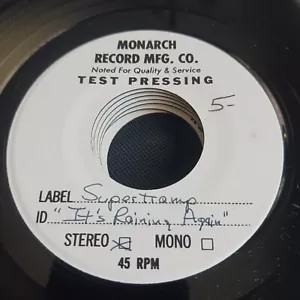 MONARCH
RECORD MFG. CO.
Noted For Quality & Service
TEST PRESSING
5-
LABEL Supertramp
ID "It's Raining Again"
STEREO ☒ MONO ☐
45 RPM